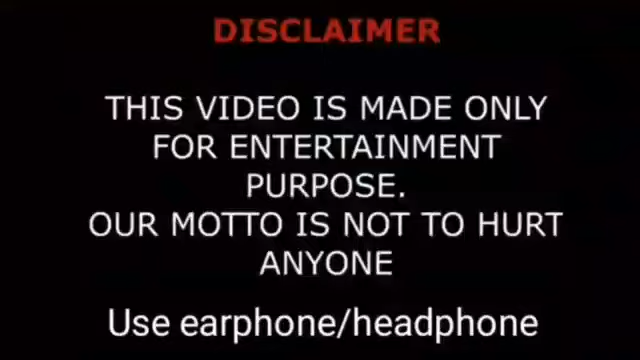 DISCLAIMER
THIS VIDEO IS MADE ONLY
FOR ENTERTAINMENT
PURPOSE.
OUR MOTTO IS NOT TO HURT
ANYONE
Use earphone/headphone